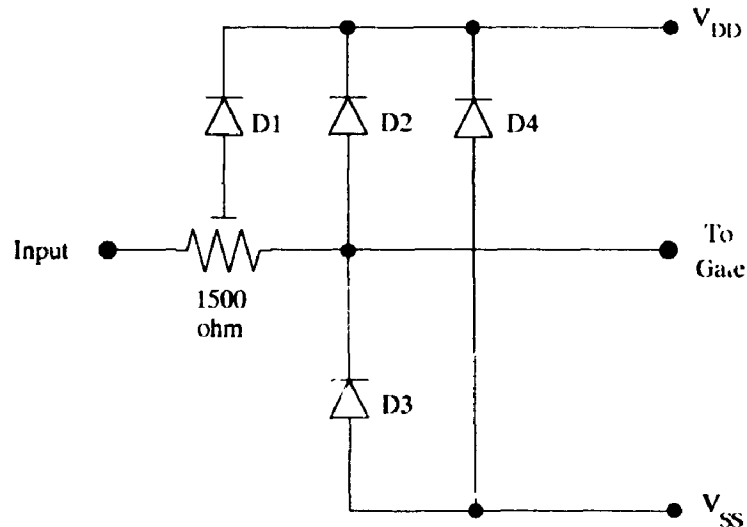 V_DD
D1
D2
D4
Input
To
Gate
1500
ohm
D3
V_SS